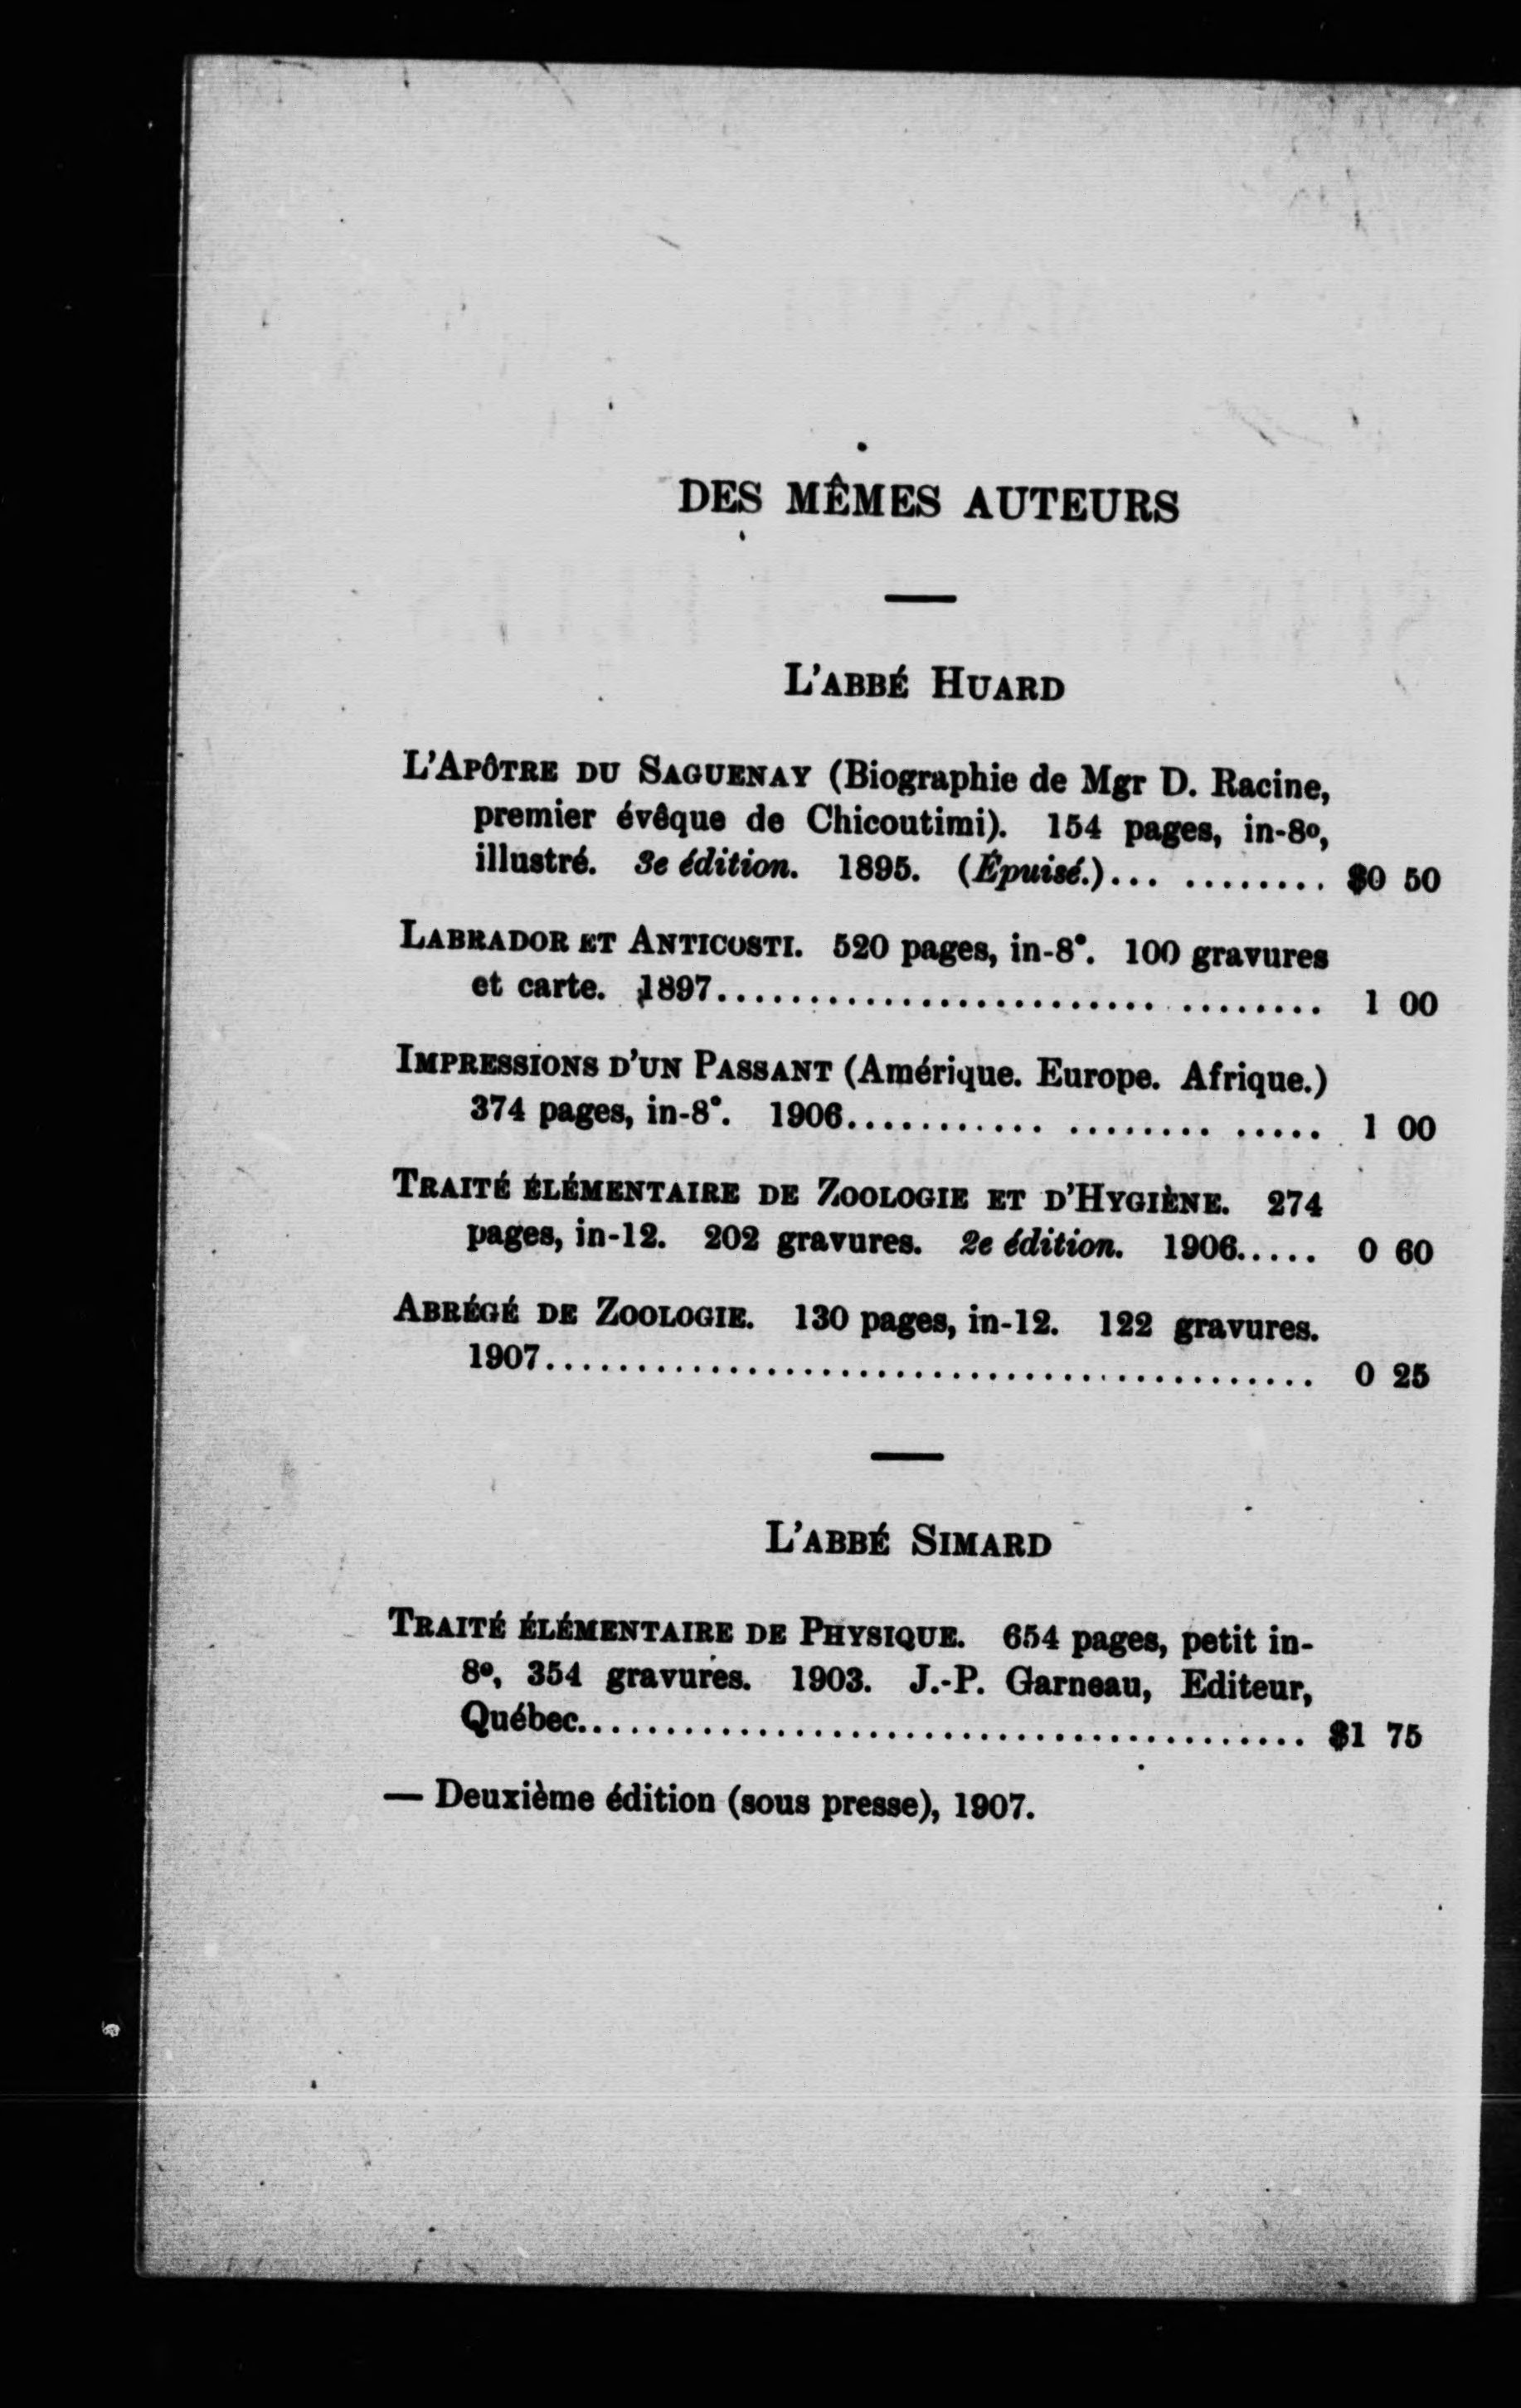 DES MÊMES AUTEURS
L'ABBÉ HUARD
L'APÔTRE DU SAGUENAY (Biographie de Mgr D. Racine,
premier évêque de Chicoutimi). 154 pages, in-8o,
illustré. 3e édition. 1895. (Épuisé.)... ........ $0 50
LABRADOR ET ANTICOSTI. 520 pages, in-8°. 100 gravures
et carte. 1897........................ ........ 1 00
IMPRESSIONS D'UN PASSANT (Amérique. Europe. Afrique.)
374 pages, in-8°. 1906........... ........ ..... 1 00
TRAITÉ ÉLÉMENTAIRE DE ZOOLOGIE ET D'HYGIÈNE. 274
pages, in-12. 202 gravures. 2e édition. 1906..... 0 60
ABRÉGÉ DE ZOOLOGIE. 130 pages, in-12. 122 gravures.
1907.......................................... 0 25
L'ABBÉ SIMARD
TRAITÉ ÉLÉMENTAIRE DE PHYSIQUE. 654 pages, petit in-
8o, 354 gravures. 1903. J.-P. Garneau, Editeur,
Québec........................................ $1 75
— Deuxième édition (sous presse), 1907.